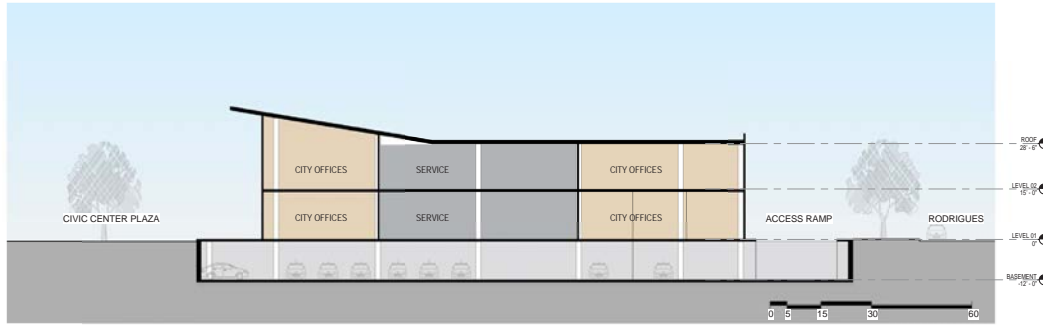 ROOF
28' - 6"
CITY OFFICES SERVICE CITY OFFICES
LEVEL 02
15' - 0"
CIVIC CENTER PLAZA CITY OFFICES SERVICE CITY OFFICES ACCESS RAMP RODRIGUES
LEVEL 01
0"
BASEMENT
-12' - 0"
0 5 15 30 60